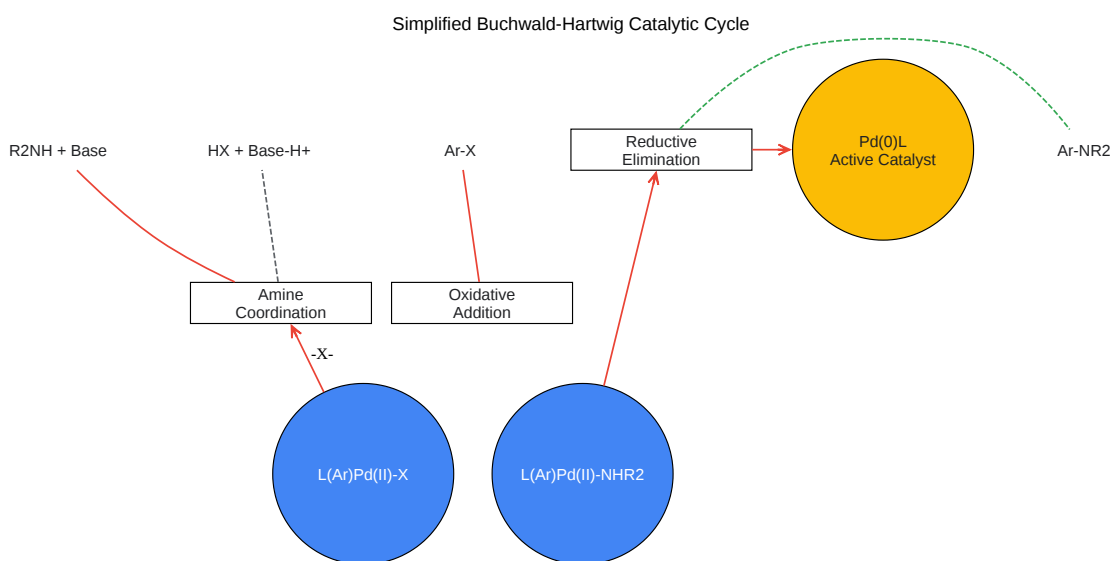 Simplified Buchwald-Hartwig Catalytic Cycle
R2NH + Base
HX + Base-H+
Ar-X
Reductive
Elimination
Pd(0)L
Active Catalyst
Ar-NR2
Amine
Coordination
Oxidative
Addition
-X-
L(Ar)Pd(II)-X
L(Ar)Pd(II)-NHR2